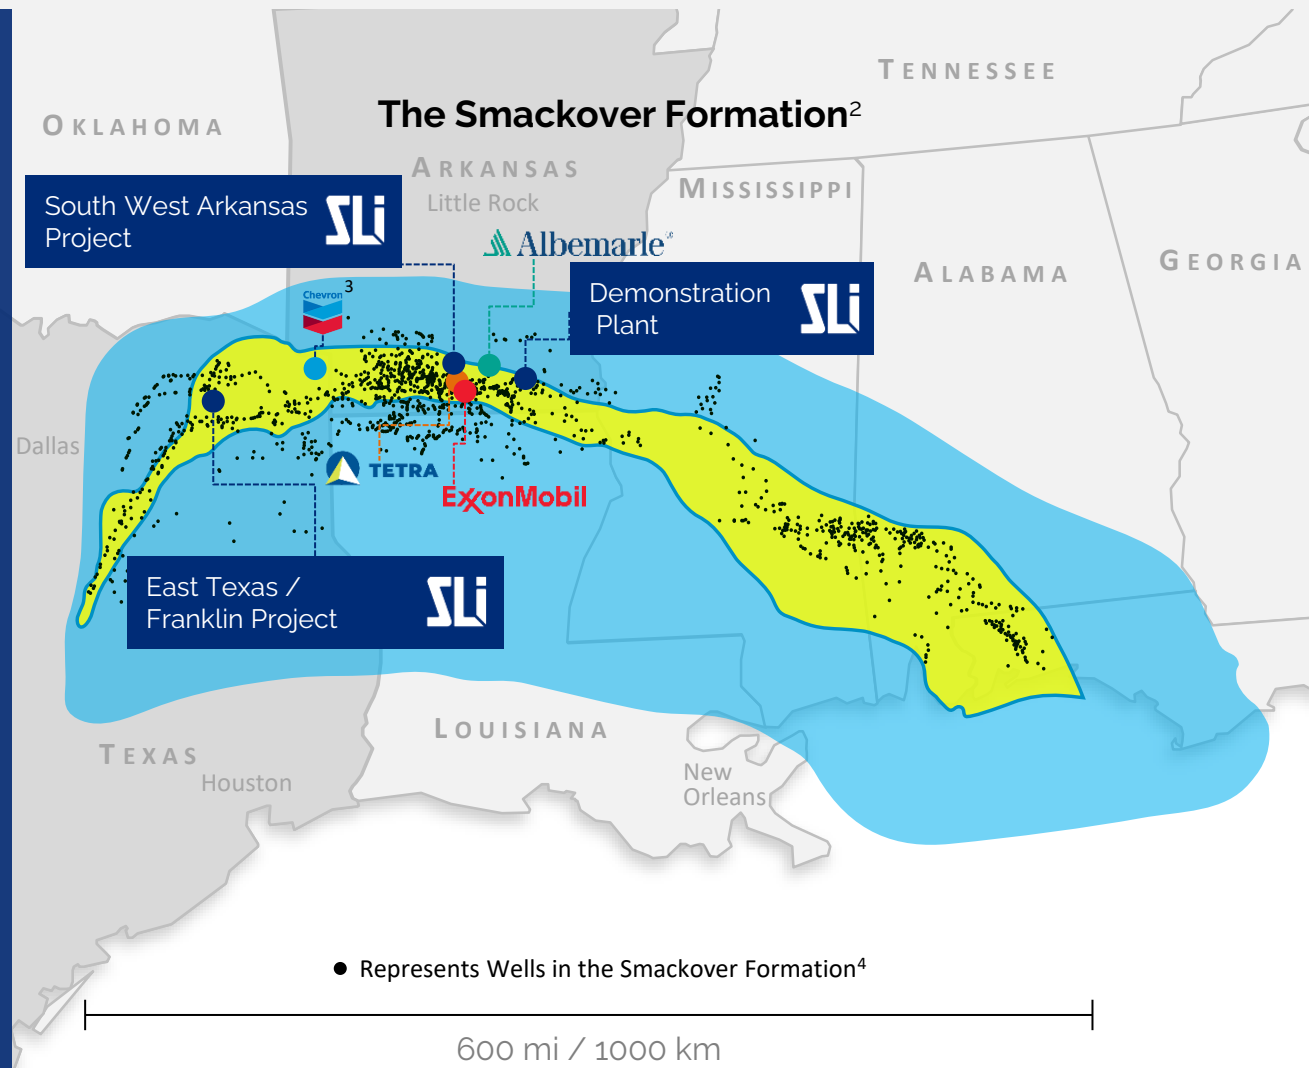 TENNESSEE
The Smackover Formation2
OKLAHOMA
ARKANSAS
MISSISSIPPI
Little Rock
South West Arkansas
Project
SLi
Albemarle
GEORGIA
ALABAMA
Demonstration
Plant
SLi
Chevron
3
Dallas
TETRA
ExxonMobil
East Texas /
Franklin Project
SLi
LOUISIANA
TEXAS
Houston
New
Orleans
Represents Wells in the Smackover Formation4
600 mi / 1000 km